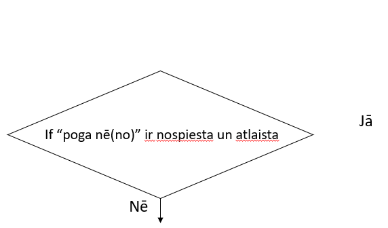 Jā
If “poga nē(no)” ir nospiesta un atlaista
Nē